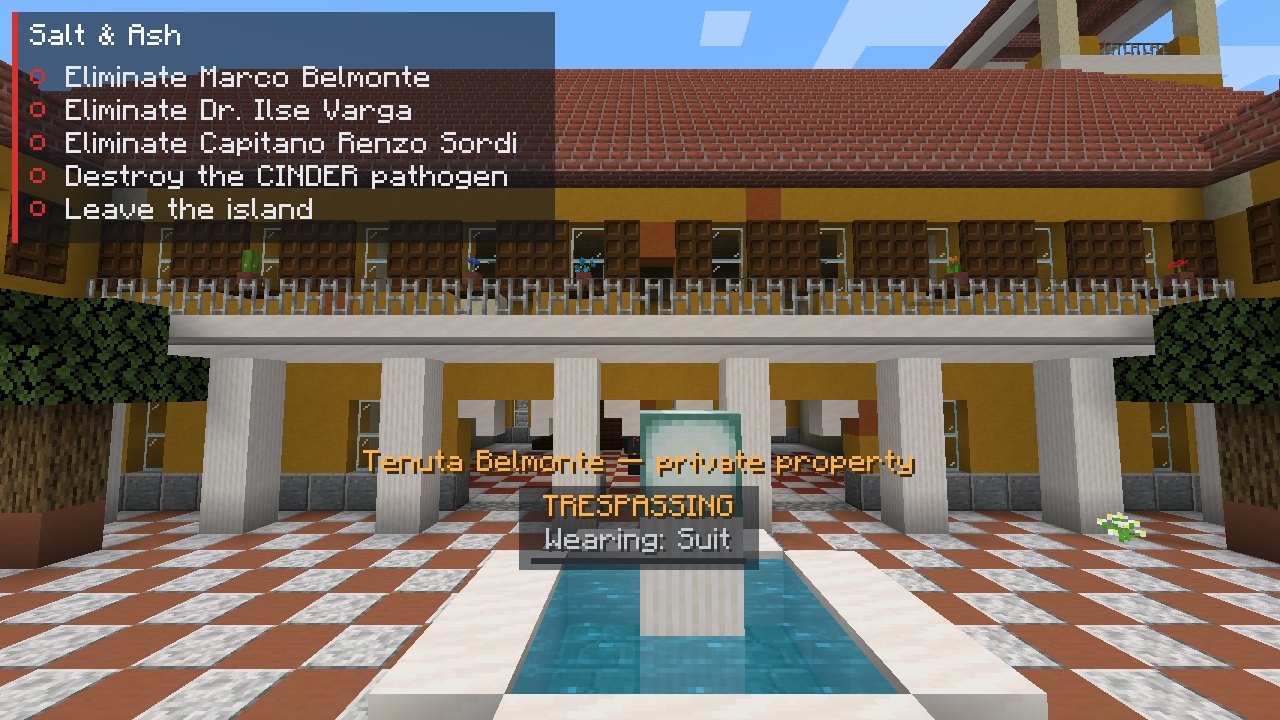 Salt & Ash
Eliminate Marco Belmonte
Eliminate Dr. Ilse Varga
Eliminate Capitano Renzo Sordi
Destroy the CINDER pathogen
Leave the island
Tenuta Belmonte — private property
TRESPASSING
Wearing: Suit